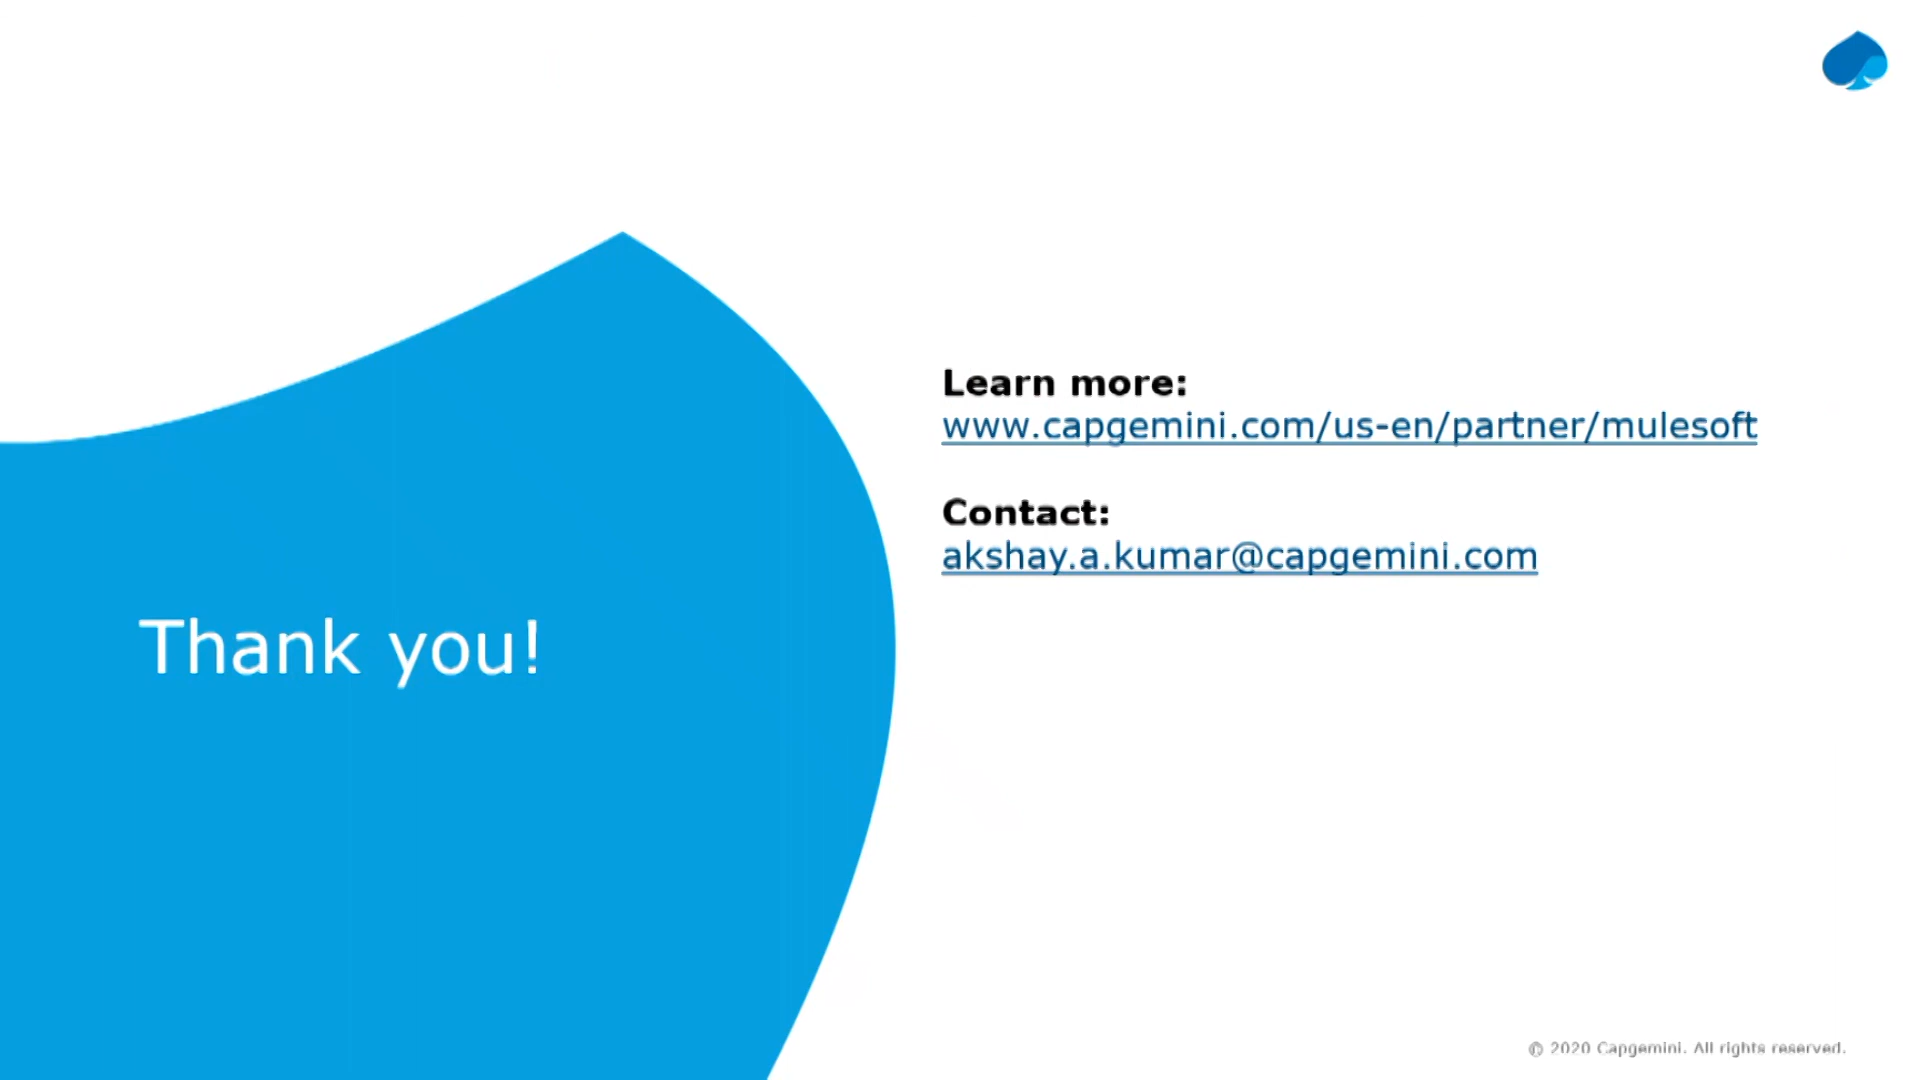 Learn more:
www.capgemini.com/us-en/partner/mulesoft
Contact:
akshay.a.kumar@capgemini.com
Thank you!
© 2020 Capgemini. All rights reserved.